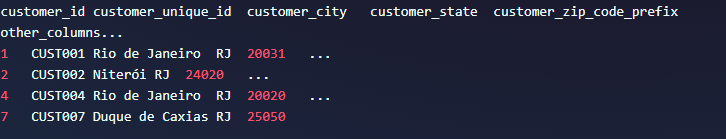 customer_id customer_unique_id customer_city customer_state customer_zip_code_prefix
other_columns...
1 CUST001 Rio de Janeiro RJ 20031 ...
2 CUST002 Niterói RJ 24020 ...
4 CUST004 Rio de Janeiro RJ 20020 ...
7 CUST007 Duque de Caxias RJ 25050